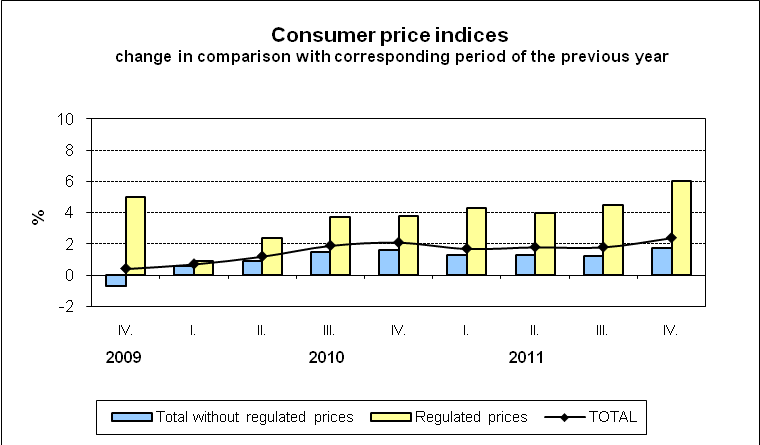 Consumer price indices
change in comparison with corresponding period of the previous year
10
8
6
4
2
0
-2
%
IV. I. II. III. IV. I. II. III. IV.
2009 2010 2011
Total without regulated prices Regulated prices TOTAL